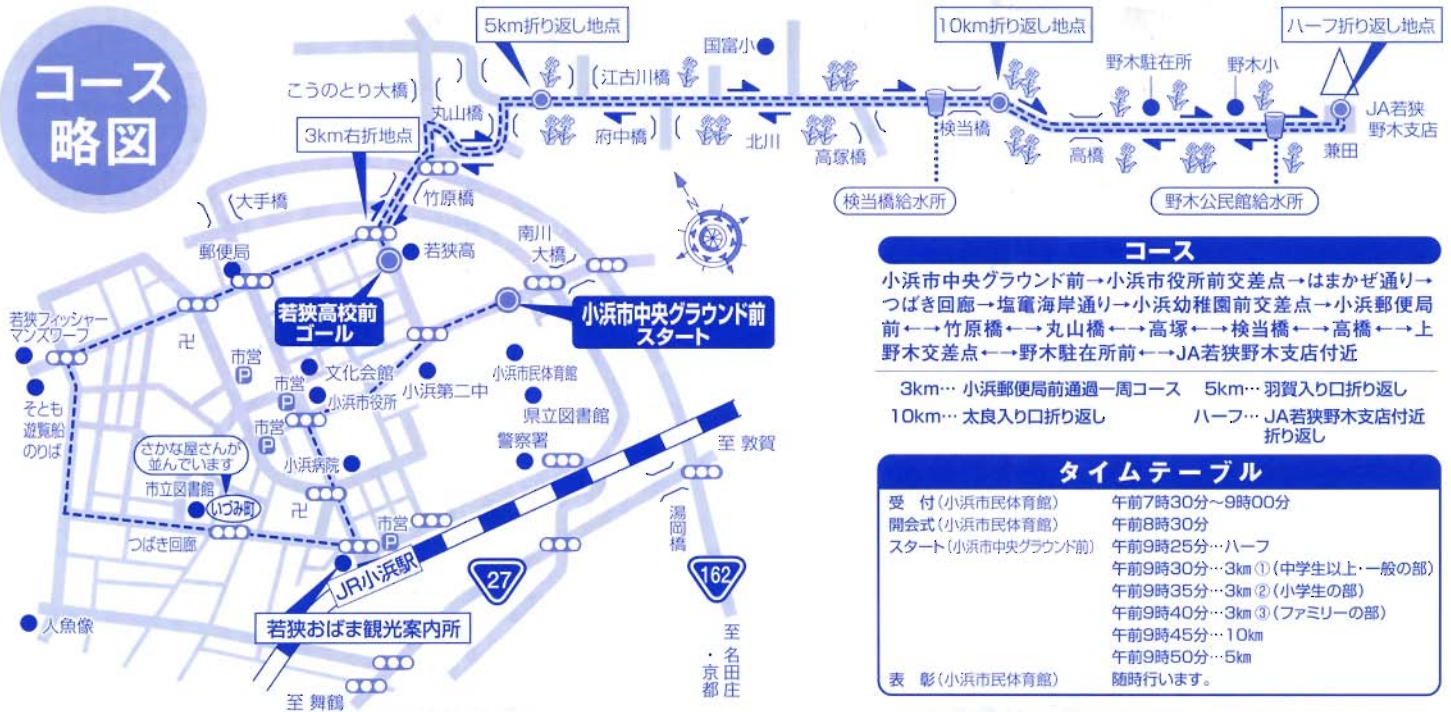 コース
略図
5km折り返し地点
10km折り返し地点
ハーフ折り返し地点
国富小
野木駐在所
野木小
こうのとり大橋
丸山橋
江古川橋
JA若狭
野木支店
3km右折地点
府中橋
北川
高塚橋
検当橋
高橋
兼田
竹原橋
検当橋給水所
野木公民館給水所
大手橋
郵便局
若狭高
南川
大橋
N
若狭高校前
ゴール
小浜市中央グラウンド前
スタート
若狭フィッシャー
マンズワーフ
卍
市営
P
文化会館
小浜第二中
小浜市民体育館
市営
P
小浜市役所
県立図書館
そとも
遊覧船
のりば
市営
P
警察署
至 敦賀
さかな屋さんが
並んでいます
小浜病院
市立図書館
いづみ町
卍
市営
P
つばき回廊
湯岡橋
JR小浜駅
27
162
人魚像
若狭おばま観光案内所
至 名田庄
・京都
至 舞鶴
コース
小浜市中央グラウンド前→小浜市役所前交差点→はまかぜ通り→
つばき回廊→塩竈海岸通り→小浜幼稚園前交差点→小浜郵便局
前←→竹原橋←→丸山橋←→高塚←→検当橋←→高橋←→上
野木交差点←→野木駐在所前←→JA若狭野木支店付近
3km… 小浜郵便局前通過一周コース 5km… 羽賀入り口折り返し
10km… 太良入り口折り返し ハーフ… JA若狭野木支店付近
折り返し
タイムテーブル
受 付(小浜市民体育館) 午前7時30分〜9時00分
開会式(小浜市民体育館) 午前8時30分
スタート(小浜市中央グラウンド前) 午前9時25分…ハーフ
午前9時30分…3km①(中学生以上・一般の部)
午前9時35分…3km②(小学生の部)
午前9時40分…3km③(ファミリーの部)
午前9時45分…10km
午前9時50分…5km
表 彰(小浜市民体育館) 随時行います。